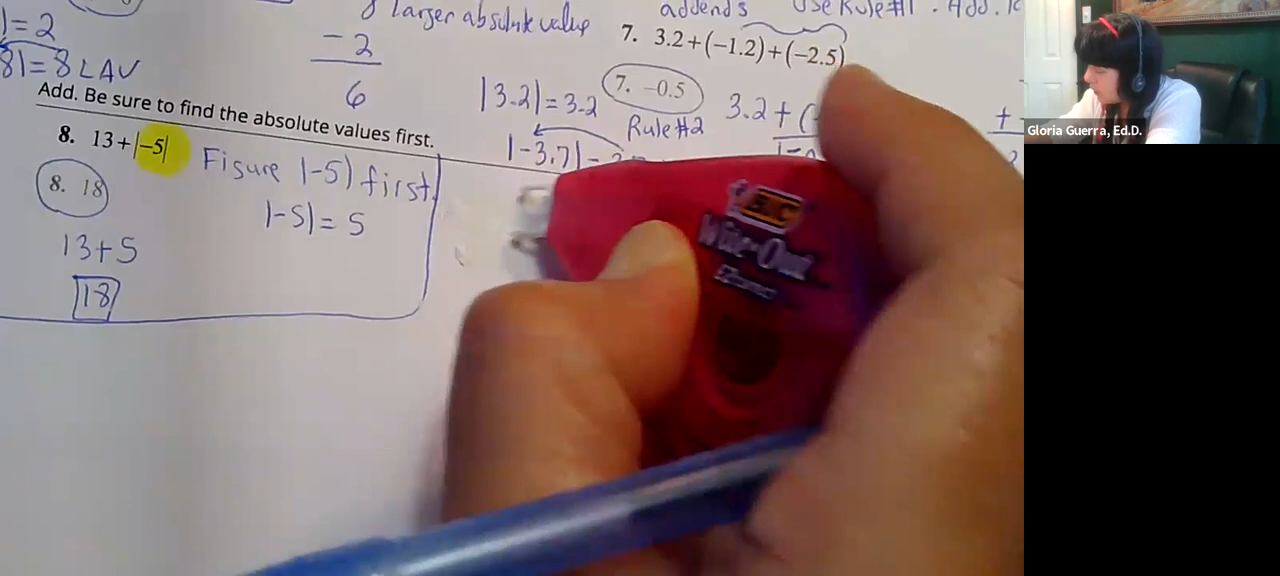 |=2
8|=8 LAV
8 larger absolute value
-2
6
addends Use Rule #1. Add.
7. 3.2+(−1.2)+(−2.5)
|3.2|=3.2
7. −0.5
Rule #2
3.2+(
|-3.7|=3
+
Add. Be sure to find the absolute values first.
8. 13+|−5|
Figure |-5| first.
8. 18
|-5|=5
13+5
18
BIC
Wite-Out
Gloria Guerra, Ed.D.